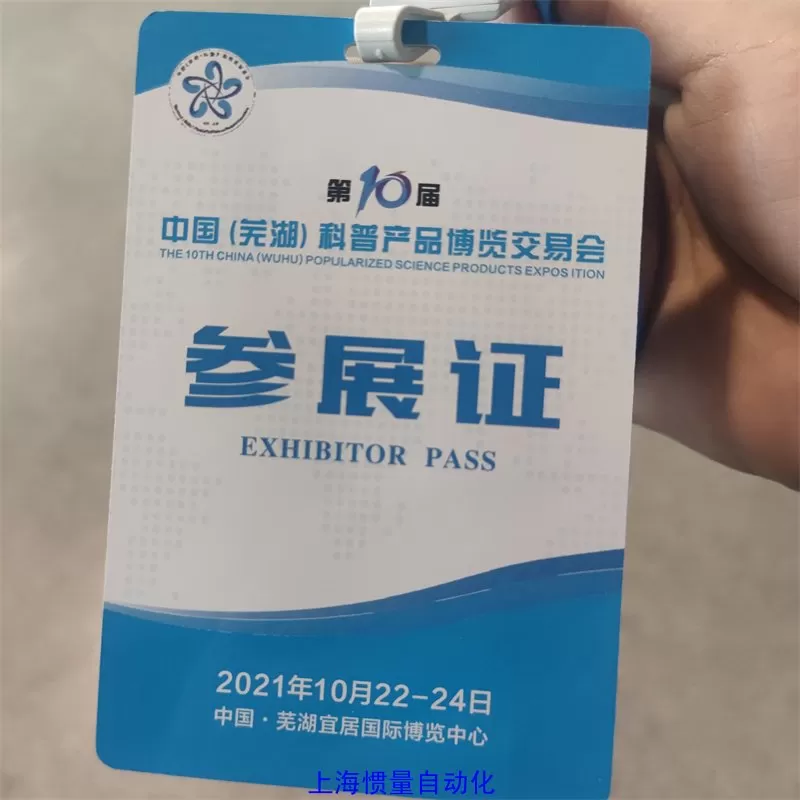 第10届
中国(芜湖)科普产品博览交易会
THE 10TH CHINA (WUHU) POPULARIZED SCIENCE PRODUCTS EXPOSITION
参展证
EXHIBITOR PASS
2021年10月22-24日
中国·芜湖宜居国际博览中心
上海惯量自动化